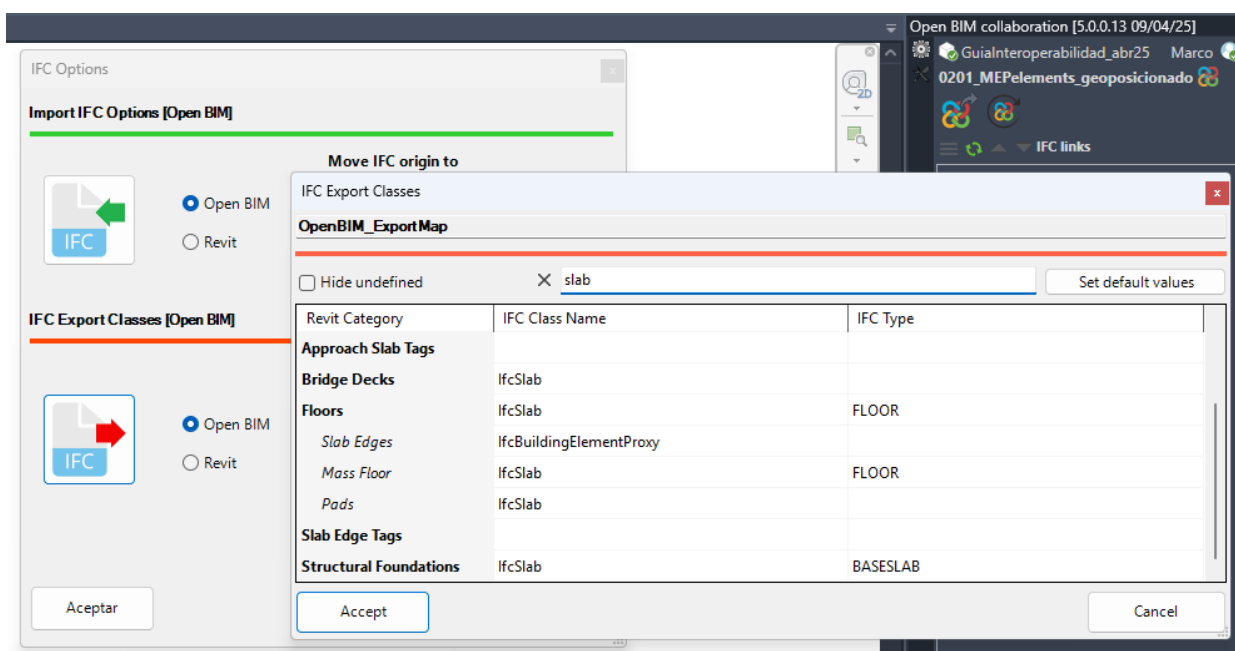 Open BIM collaboration [5.0.0.13 09/04/25]
GuiaInteroperabilidad_abr25 Marco
0201_MEPelements_geoposicionado
IFC links
2D
IFC Options
x
Import IFC Options [Open BIM]
Move IFC origin to
IFC
Open BIM
Revit
IFC Export Classes [Open BIM]
IFC
Open BIM
Revit
Aceptar
IFC Export Classes
x
OpenBIM_ExportMap
Hide undefined
slab
Set default values
Revit Category IFC Class Name IFC Type
Approach Slab Tags
Bridge Decks IfcSlab
Floors IfcSlab FLOOR
Slab Edges IfcBuildingElementProxy
Mass Floor IfcSlab FLOOR
Pads IfcSlab
Slab Edge Tags
Structural Foundations IfcSlab BASESLAB
Accept
Cancel